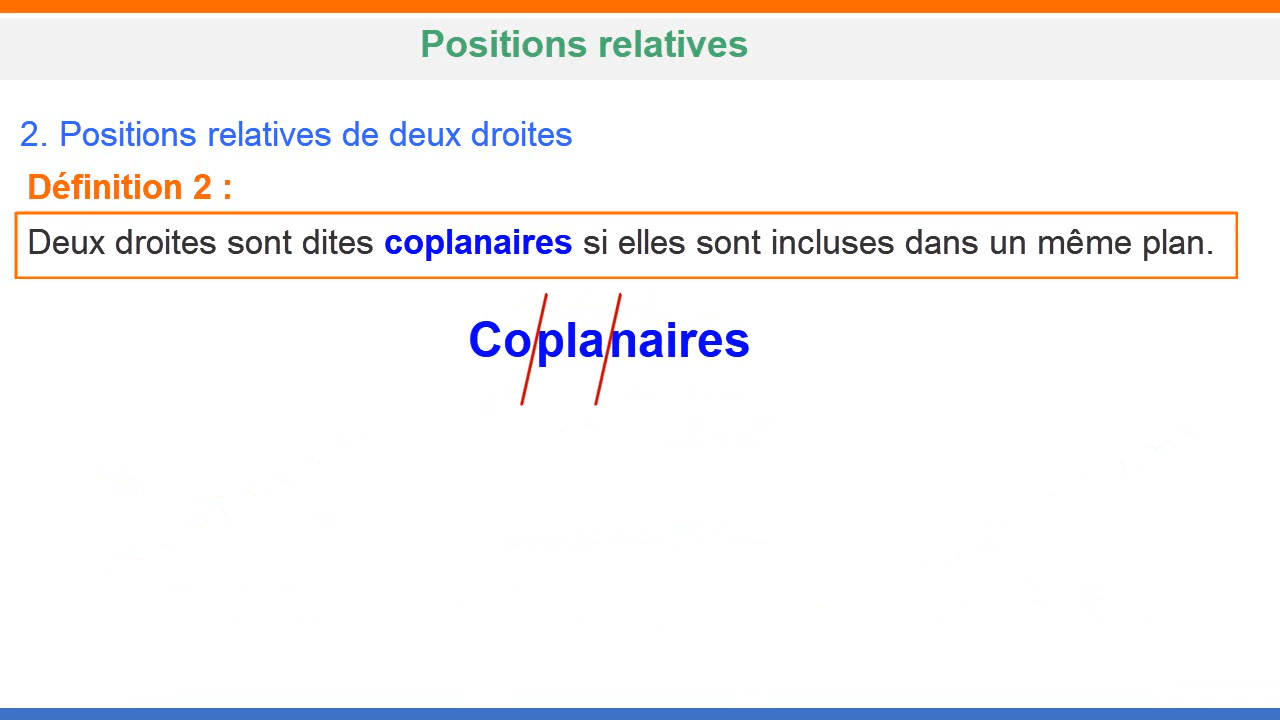 Positions relatives
2. Positions relatives de deux droites
Définition 2 :
Deux droites sont dites coplanaires si elles sont incluses dans un même plan.
Coplanaires